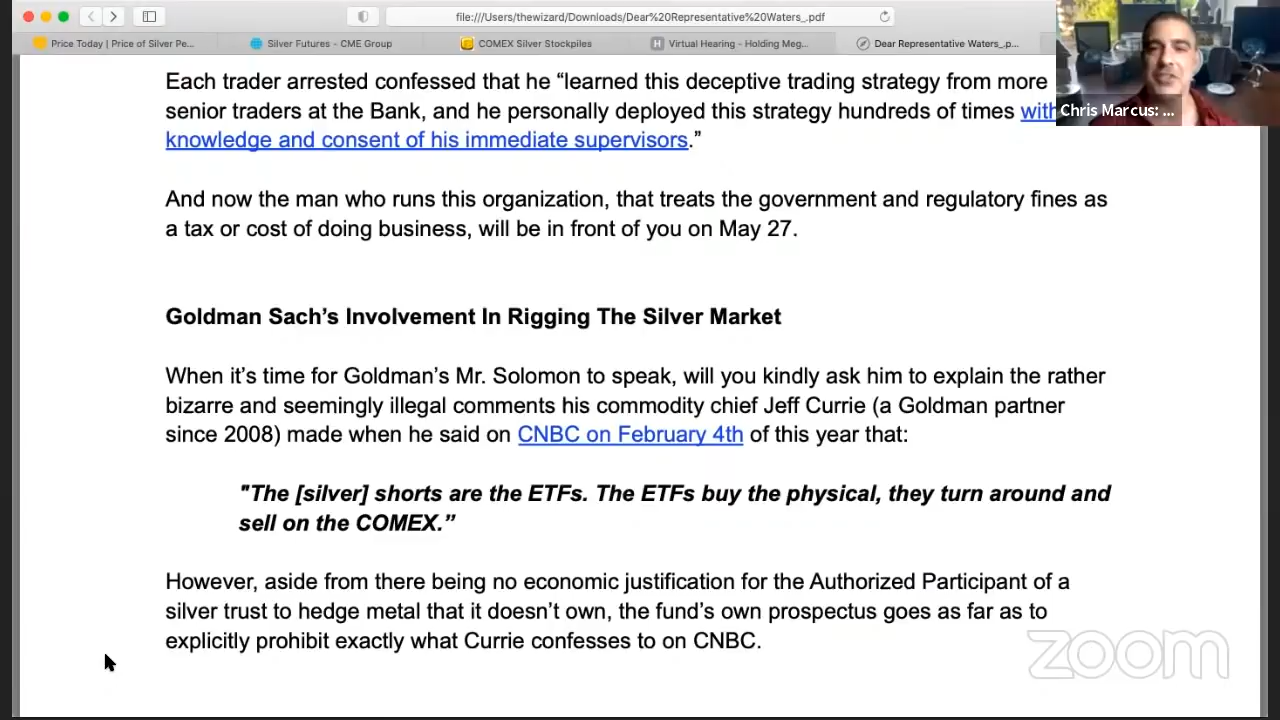 file:///Users/thewizard/Downloads/Dear%20Representative%20Waters_.pdf
Price Today | Price of Silver Pe...
Silver Futures - CME Group
COMEX Silver Stockpiles
H
Virtual Hearing - Holding Meg...
Dear Representative Waters_.p...
Each trader arrested confessed that he “learned this deceptive trading strategy from more
senior traders at the Bank, and he personally deployed this strategy hundreds of times with
Chris Marcus: ...
knowledge and consent of his immediate supervisors.”
And now the man who runs this organization, that treats the government and regulatory fines as
a tax or cost of doing business, will be in front of you on May 27.
Goldman Sach’s Involvement In Rigging The Silver Market
When it’s time for Goldman’s Mr. Solomon to speak, will you kindly ask him to explain the rather
bizarre and seemingly illegal comments his commodity chief Jeff Currie (a Goldman partner
since 2008) made when he said on CNBC on February 4th of this year that:
"The [silver] shorts are the ETFs. The ETFs buy the physical, they turn around and
sell on the COMEX.”
However, aside from there being no economic justification for the Authorized Participant of a
silver trust to hedge metal that it doesn’t own, the fund’s own prospectus goes as far as to
explicitly prohibit exactly what Currie confesses to on CNBC.
zoom